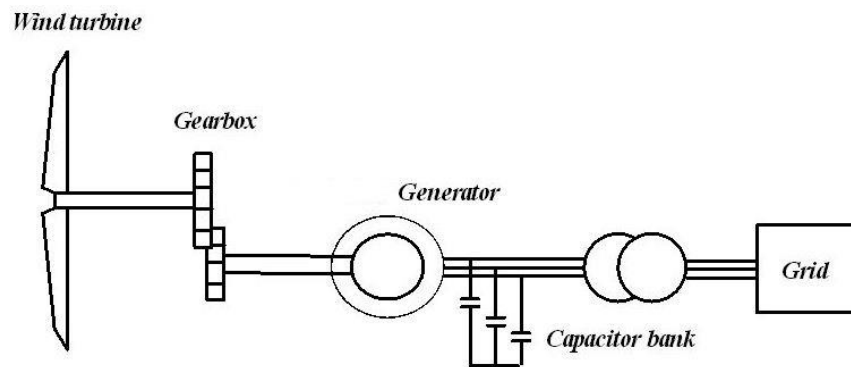 Wind turbine
Gearbox
Generator
Grid
Capacitor bank